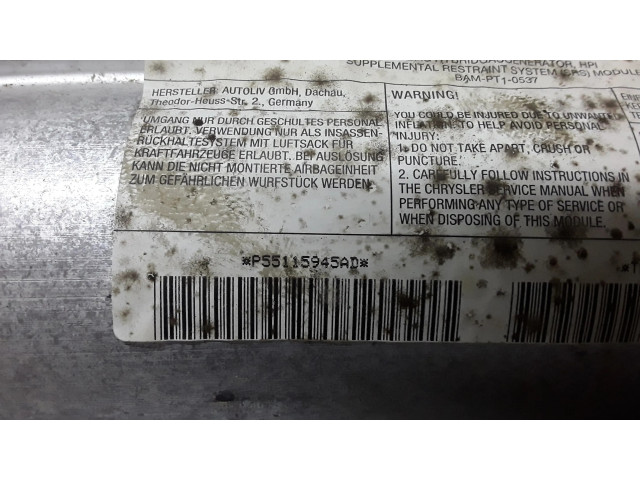 HYBRIDGASGENERATOR, RPI
SUPPLEMENTAL RESTRAINT SYSTEM (SRS) MODULE
BAM-PT1-0537
HERSTELLER: AUTOLIV GmbH, Dachau,
Theodor-Heuss-Str. 2., Germany
UMGANG NUR DURCH GESCHULTES PERSONAL
ERLAUBT. VERWENDUNG NUR ALS INSASSEN-
RÜCKHALTESYSTEM MIT LUFTSACK FÜR
KRAFTFAHRZEUGE ERLAUBT. BEI AUSLÖSUNG
KANN DIE NICHT MONTIERTE AIRBAGEINHEIT
ZUM GEFÄHRLICHEN WURFSTÜCK WERDEN.
WARNING!
YOU COULD BE INJURED DUE TO UNWANTED
INFLATION. TO HELP AVOID PERSONAL
INJURY:
1. DO NOT TAKE APART, CRUSH OR
PUNCTURE.
2. CAREFULLY FOLLOW INSTRUCTIONS IN
THE CHRYSLER SERVICE MANUAL WHEN
PERFORMING ANY TYPE OF SERVICE OR
WHEN DISPOSING OF THIS MODULE.
*P55115945AD*